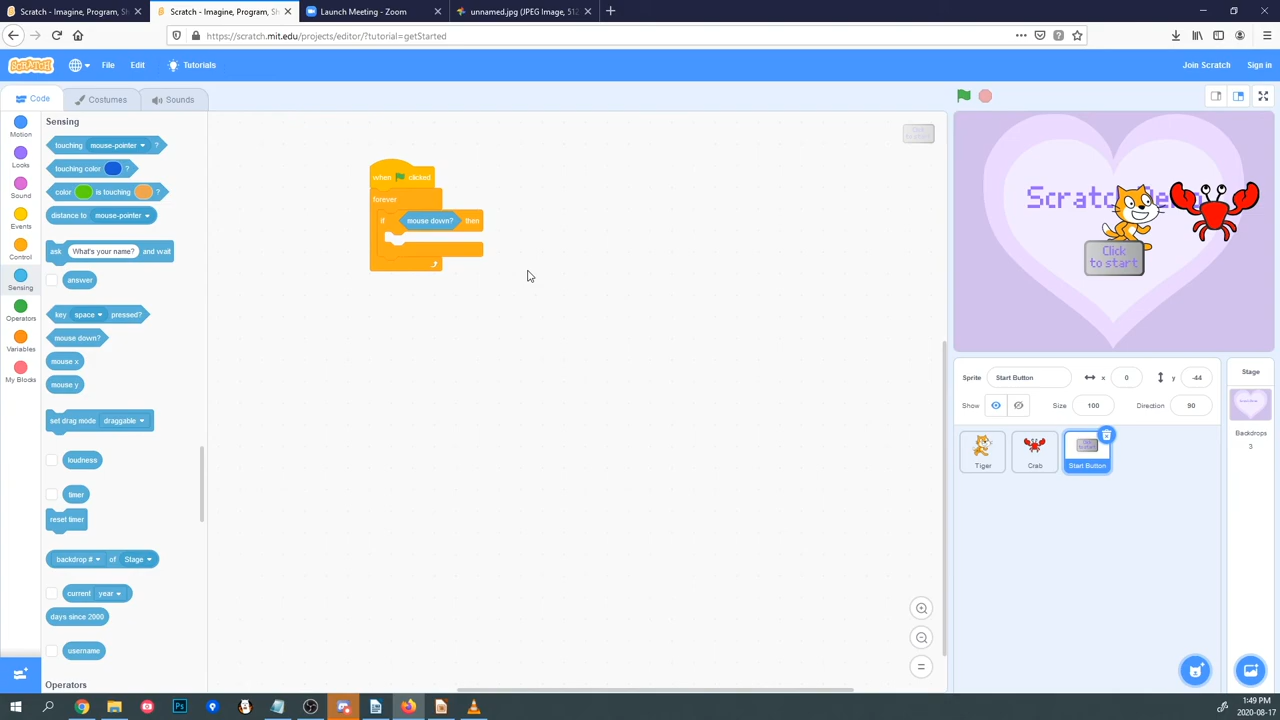 Scratch - Imagine, Program, Sh
Scratch - Imagine, Program, Sh
Launch Meeting - Zoom
unnamed.jpg (JPEG Image, 512
https://scratch.mit.edu/projects/editor/?tutorial=getStarted
SCRATCH
File
Edit
Tutorials
Join Scratch
Sign in
Code
Costumes
Sounds
Motion
Looks
Sound
Events
Control
Sensing
Operators
Variables
My Blocks
Sensing
touching mouse-pointer ?
touching color ?
color is touching ?
distance to mouse-pointer
ask What's your name? and wait
answer
key space pressed?
mouse down?
mouse x
mouse y
set drag mode draggable
loudness
timer
reset timer
backdrop # of Stage
current year
days since 2000
username
Operators
when clicked
forever
if mouse down? then
Click
to start
Click
to start
Sprite Start Button x 0 y -44
Show Size 100 Direction 90
Tiger
Crab
Start Button
Stage
Backdrops
3
1:49 PM
2020-08-17